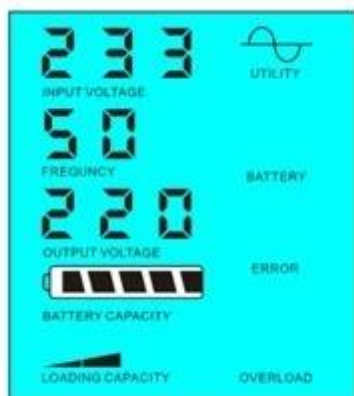 233
INPUT VOLTAGE
UTILITY
50
FREQUNCY
BATTERY
220
OUTPUT VOLTAGE
ERROR
BATTERY CAPACITY
LOADING CAPACITY
OVERLOAD